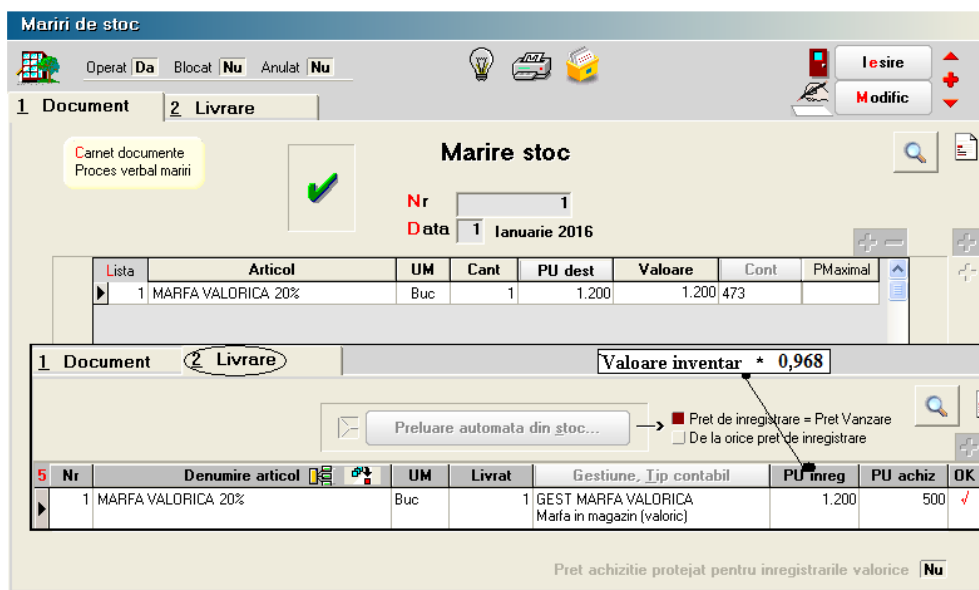 Mariri de stoc
Operat Da Blocat Nu Anulat Nu
Iesire
Modific
1 Document 2 Livrare
Carnet documente
Proces verbal mariri
Marire stoc
Nr 1
Data 1 Ianuarie 2016
Lista Articol UM Cant PU dest Valoare Cont PMaximal
1 MARFA VALORICA 20% Buc 1 1.200 1.200 473
1 Document 2 Livrare
Valoare inventar * 0,968
Preluare automata din stoc...
Pret de inregistrare = Pret Vanzare
De la orice pret de inregistrare
5 Nr Denumire articol UM Livrat Gestiune, Tip contabil PU inreg PU achiz OK
1 MARFA VALORICA 20% Buc 1 GEST MARFA VALORICA 1.200 500
Marfa in magazin (valoric)
Pret achizitie protejat pentru inregistrarile valorice Nu